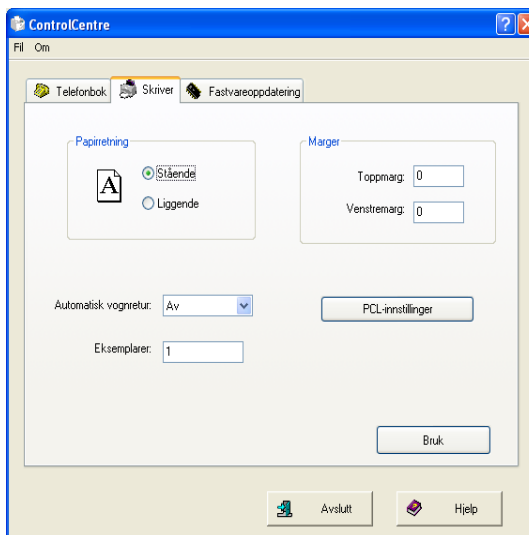 ControlCentre
Fil Om
Telefonbok Skriver Fastvareoppdatering
Papirretning
A
Stående
Liggende
Marger
Toppmarg: 0
Venstremarg: 0
Automatisk vognretur: Av
PCL-innstillinger
Eksemplarer: 1
Bruk
Avslutt
Hjelp